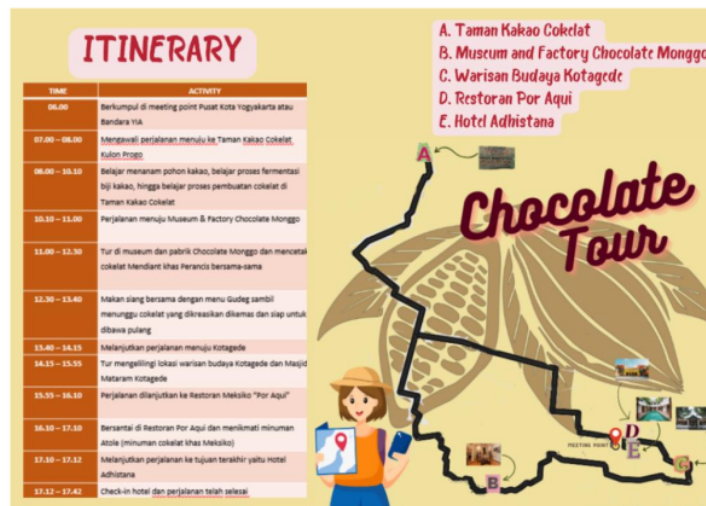 ITINERARY
TIME ACTIVITY
06.00 Berkumpul di meeting point Pusat Kota Yogyakarta atau
Bandara YIA
07.00 – 08.00 Mengawali perjalanan menuju ke Taman Kakao Cokelat
Kulon Progo
08.00 – 10.10 Belajar menanam pohon kakao, belajar proses fermentasi
biji kakao, hingga belajar proses pembuatan cokelat di
Taman Kakao Cokelat
10.10 – 11.00 Perjalanan menuju Museum & Factory Chocolate Monggo
11.00 – 12.30 Tur di museum dan pabrik Chocolate Monggo dan mencetak
cokelat Mendiant khas Perancis bersama-sama
12.30 – 13.40 Makan siang bersama dengan menu Gudeg sambil
menunggu cokelat yang dikreasikan dikemas dan siap untuk
dibawa pulang
13.40 – 14.15 Melanjutkan perjalanan menuju Kotagede
14.15 – 15.55 Tur mengelilingi lokasi warisan budaya Kotagede dan Masjid
Mataram Kotagede
15.55 – 16.10 Perjalanan dilanjutkan ke Restoran Meksiko "Por Aqui"
16.10 – 17.10 Bersantai di Restoran Por Aqui dan menikmati minuman
Atole (minuman cokelat khas Meksiko)
17.10 – 17.12 Melanjutkan perjalanan ke tujuan terakhir yaitu Hotel
Adhistana
17.12 – 17.42 Check-in hotel dan perjalanan telah selesai
A. Taman Kakao Cokelat
B. Museum and Factory Chocolate Monggo
C. Warisan Budaya Kotagede
D. Restoran Por Aqui
E. Hotel Adhistana
A
Chocolate
Tour
MEETING POINT
D
E
C
B